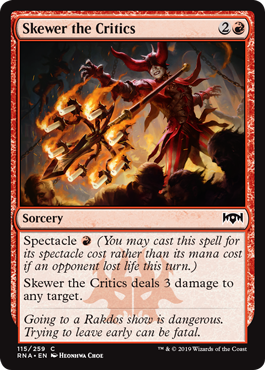 Skewer the Critics 2
Sorcery
Spectacle (You may cast this spell for
its spectacle cost rather than its mana cost
if an opponent lost life this turn.)
Skewer the Critics deals 3 damage to
any target.
Going to a Rakdos show is dangerous.
Trying to leave early can be fatal.
115/259 C
RNA • EN Heonhwa Choe
™ & © 2019 Wizards of the Coast